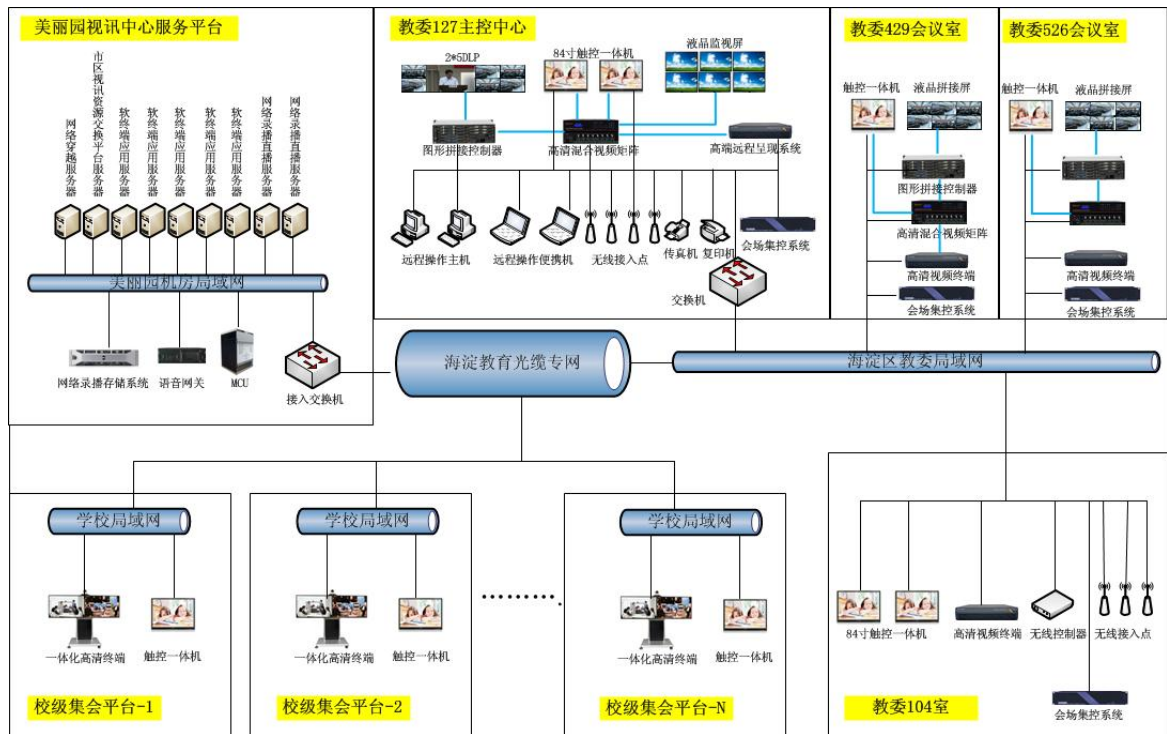 美丽园视讯中心服务平台
网络穿越服务器
市区视讯资源交换平台服务器
软终端应用服务器
软终端应用服务器
软终端应用服务器
软终端应用服务器
网络录播直播服务器
网络录播直播服务器
美丽园机房局域网
网络录播存储系统
语音网关
MCU
接入交换机
教委127主控中心
2*5DLP
84寸触控一体机
液晶监视屏
图形拼接控制器
高清混合视频矩阵
高端远程呈现系统
远程操作主机
远程操作便携机
无线接入点
传真机
复印机
会场集控系统
交换机
教委429会议室
触控一体机
液晶拼接屏
图形拼接控制器
高清混合视频矩阵
高清视频终端
会场集控系统
教委526会议室
触控一体机
液晶拼接屏
会场集控系统
海淀教育光缆专网
海淀区教委局域网
学校局域网
一体化高清终端
触控一体机
校级集会平台-1
学校局域网
一体化高清终端
触控一体机
校级集会平台-2
学校局域网
一体化高清终端
触控一体机
校级集会平台-N
84寸触控一体机
高清视频终端
无线控制器
无线接入点
会场集控系统
教委104室